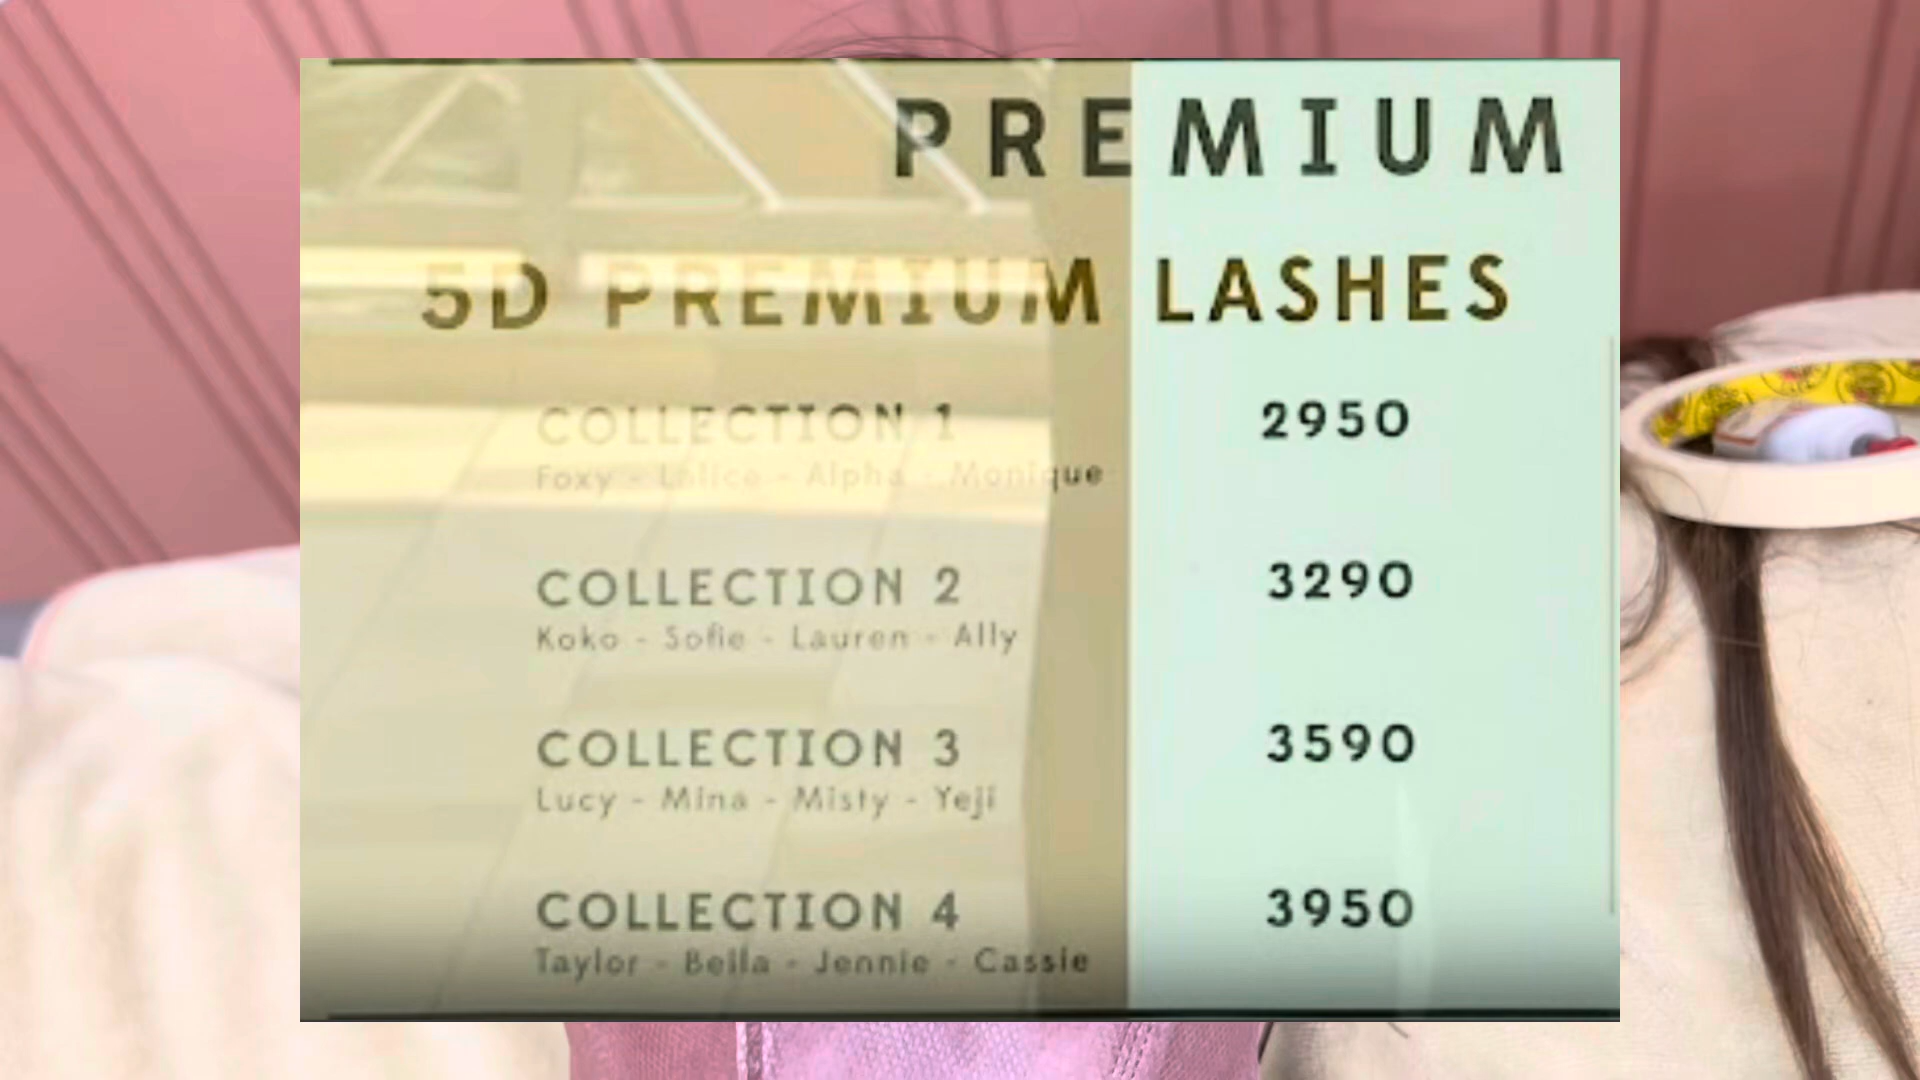 PREMIUM
5D PREMIUM LASHES
COLLECTION 1 2950
Foxy - Lalica - Alpha - Monique
COLLECTION 2 3290
Koko - Sofie - Lauren - Ally
COLLECTION 3 3590
Lucy - Mina - Misty - Yeji
COLLECTION 4 3950
Taylor - Bella - Jennie - Cassie